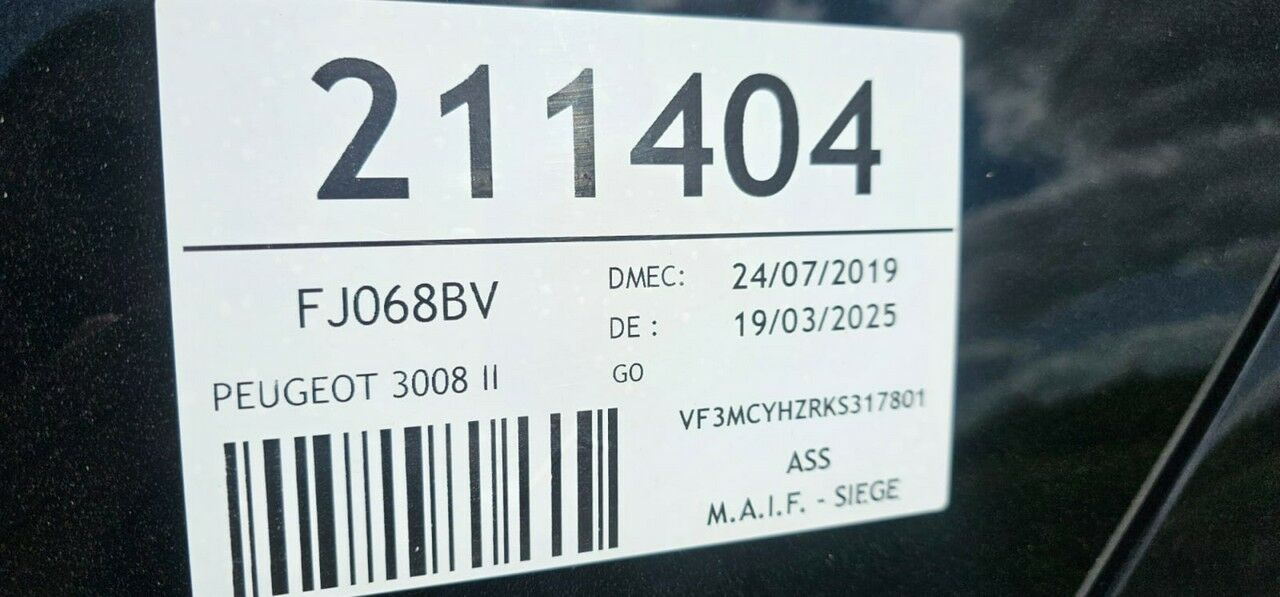 211404
FJ068BV
DMEC: 24/07/2019
DE : 19/03/2025
PEUGEOT 3008 II
GO
VF3MCYHZRKS317801
ASS
M.A.I.F. - SIEGE